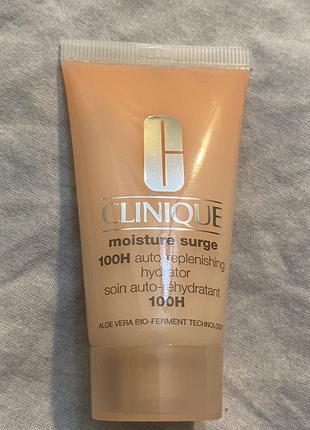 C
CLINIQUE
moisture surge
100H auto-replenishing
hydrator
soin auto-réhydratant
100H
ALOE VERA BIO-FERMENT TECHNOLOGY